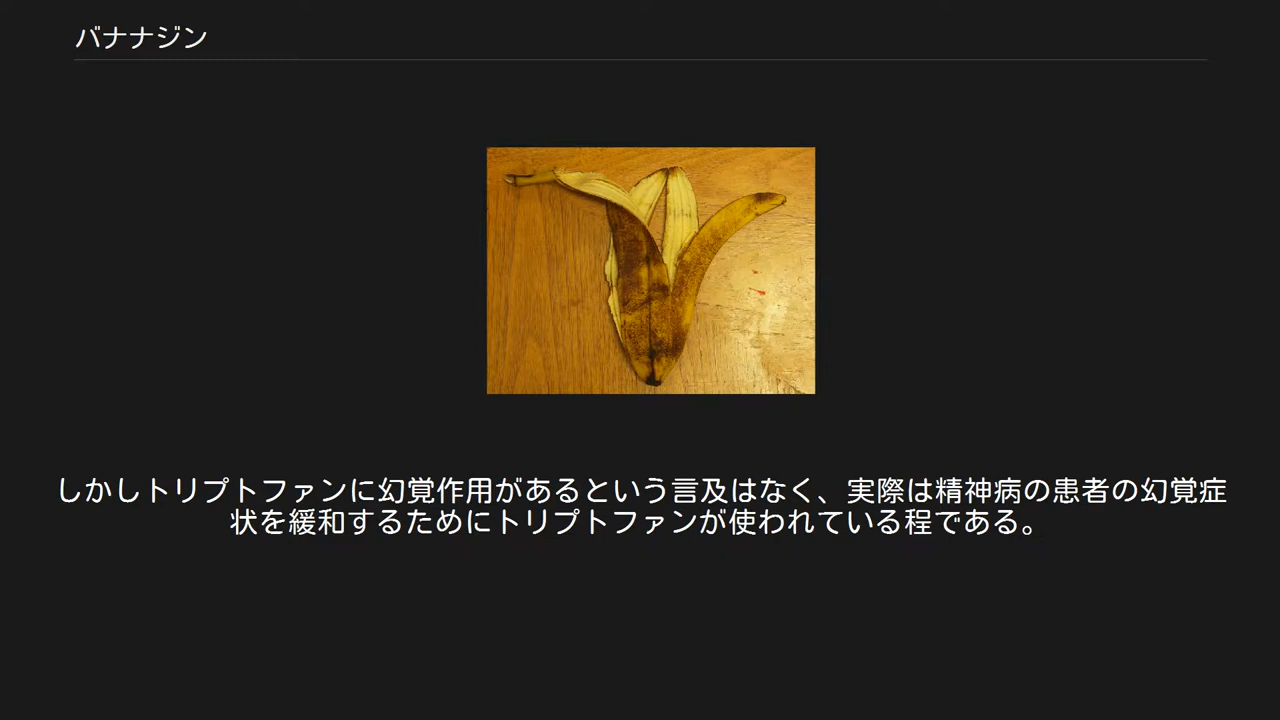 バナナジン
しかしトリプトファンに幻覚作用があるという言及はなく、実際は精神病の患者の幻覚症
状を緩和するためにトリプトファンが使われている程である。